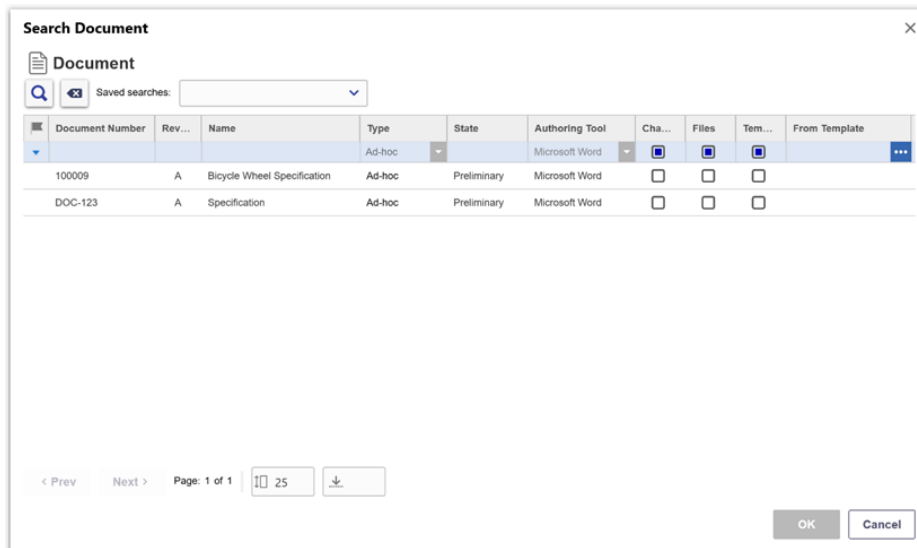 Search Document
Document
Saved searches:
Document Number Rev... Name Type State Authoring Tool Cha... Files Tem... From Template
Ad-hoc Microsoft Word
100009 A Bicycle Wheel Specification Ad-hoc Preliminary Microsoft Word
DOC-123 A Specification Ad-hoc Preliminary Microsoft Word
< Prev Next > Page: 1 of 1 25
OK Cancel